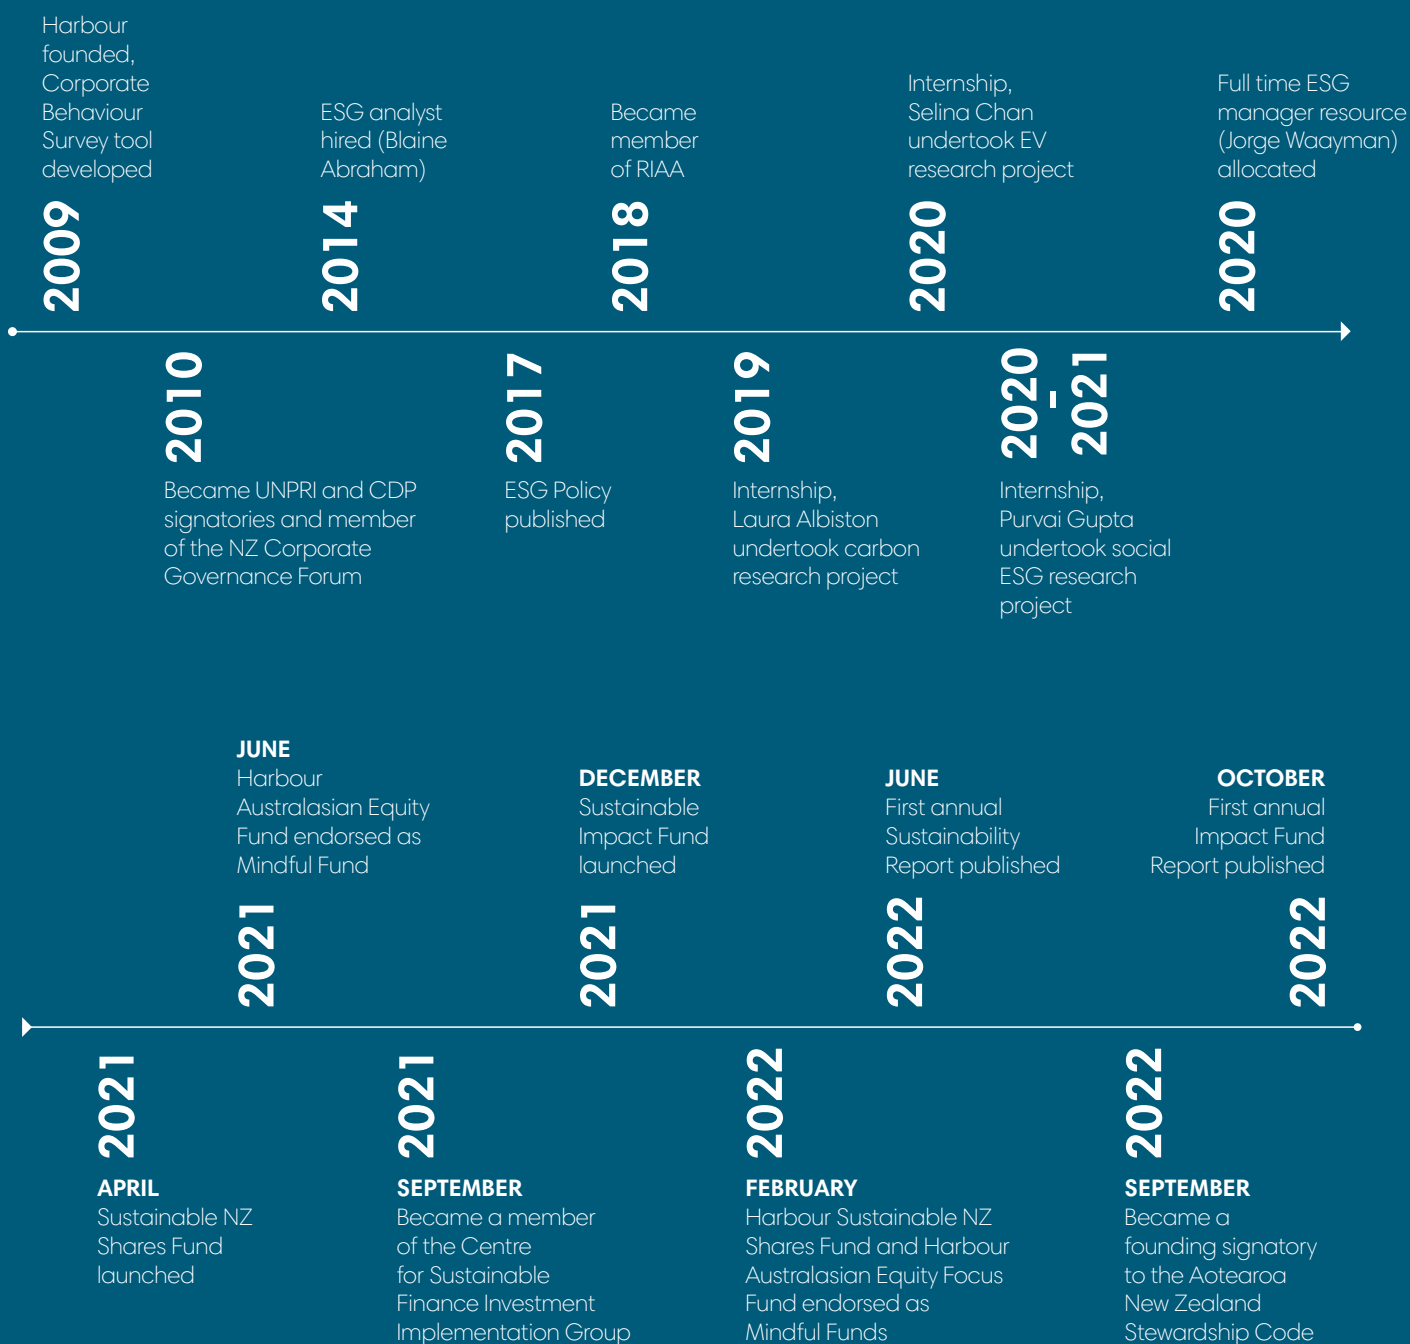 Harbour
founded,
Corporate
Behaviour
Survey tool
developed
2009
Became UNPRI and CDP
signatories and member
of the NZ Corporate
Governance Forum
2010
ESG analyst
hired (Blaine
Abraham)
2014
ESG Policy
published
2017
Became
member
of RIAA
2018
2019
Internship,
Laura Albiston
undertook carbon
research project
Internship,
Selina Chan
undertook EV
research project
2020
2020
-
2021
Internship,
Purvai Gupta
undertook social
ESG research
project
Full time ESG
manager resource
(Jorge Waayman)
allocated
2020
2021
APRIL
Sustainable NZ
Shares Fund
launched
JUNE
Harbour
Australasian Equity
Fund endorsed as
Mindful Fund
2021
2021
SEPTEMBER
Became a member
of the Centre
for Sustainable
Finance Investment
Implementation Group
DECEMBER
Sustainable
Impact Fund
launched
2021
2022
FEBRUARY
Harbour Sustainable NZ
Shares Fund and Harbour
Australasian Equity Focus
Fund endorsed as
Mindful Funds
JUNE
First annual
Sustainability
Report published
2022
2022
SEPTEMBER
Became a
founding signatory
to the Aotearoa
New Zealand
Stewardship Code
OCTOBER
First annual
Impact Fund
Report published
2022